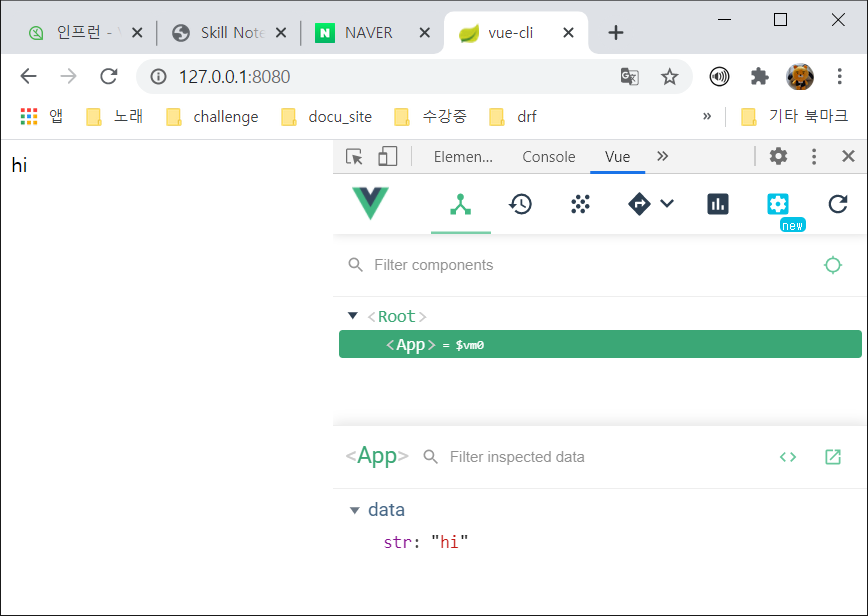 인프런 -
Skill Note
NAVER
vue-cli
127.0.0.1:8080
앱
노래
challenge
docu_site
수강중
drf
»
기타 북마크
hi
Elemen...
Console
Vue
new
Filter components
<Root>
<App> = $vm0
<App>
Filter inspected data
data
str: "hi"